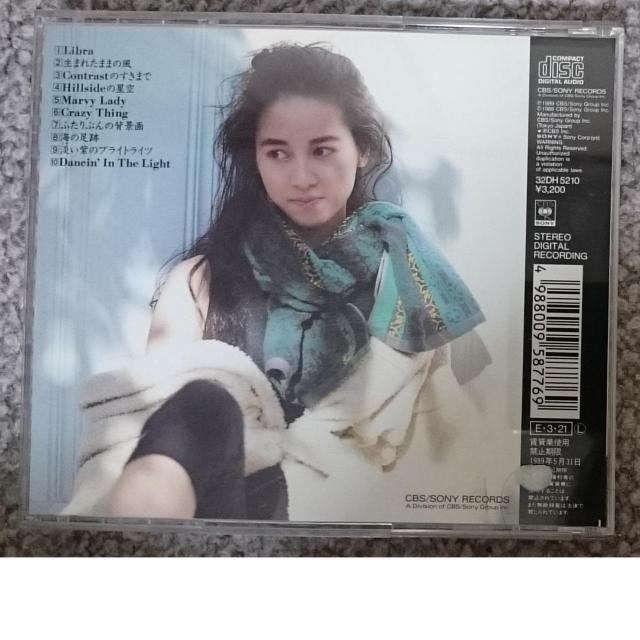 1 Libra
2 生まれたままの風
3 Contrastのすきまで
4 Hillsideの星空
5 Marvy Lady
6 Crazy Thing
7 ふたりぶんの背景画
8 海の足跡
9 淡い紫のブライトライツ
10 Dancin' In The Light
COMPACT
disc
DIGITAL AUDIO
CBS/SONY RECORDS
A Division of CBS/Sony Group Inc.
Ⓟ 1989 CBS/Sony Group Inc
© 1989 CBS/Sony Group Inc.
Manufactured by
CBS/Sony Group Inc.
(Tokyo Japan)
SONY
WARNING:
All Rights Reserved.
Unauthorized
duplication is
a violation
of applicable laws.
32DH 5210
¥3,200
CBS
SONY
STEREO
DIGITAL
RECORDING
4 988009 587769
E・3・21 L
賃貸業使用
禁止期限
1989年5月31日
CBS/SONY RECORDS
A Division of CBS/Sony Group Inc.